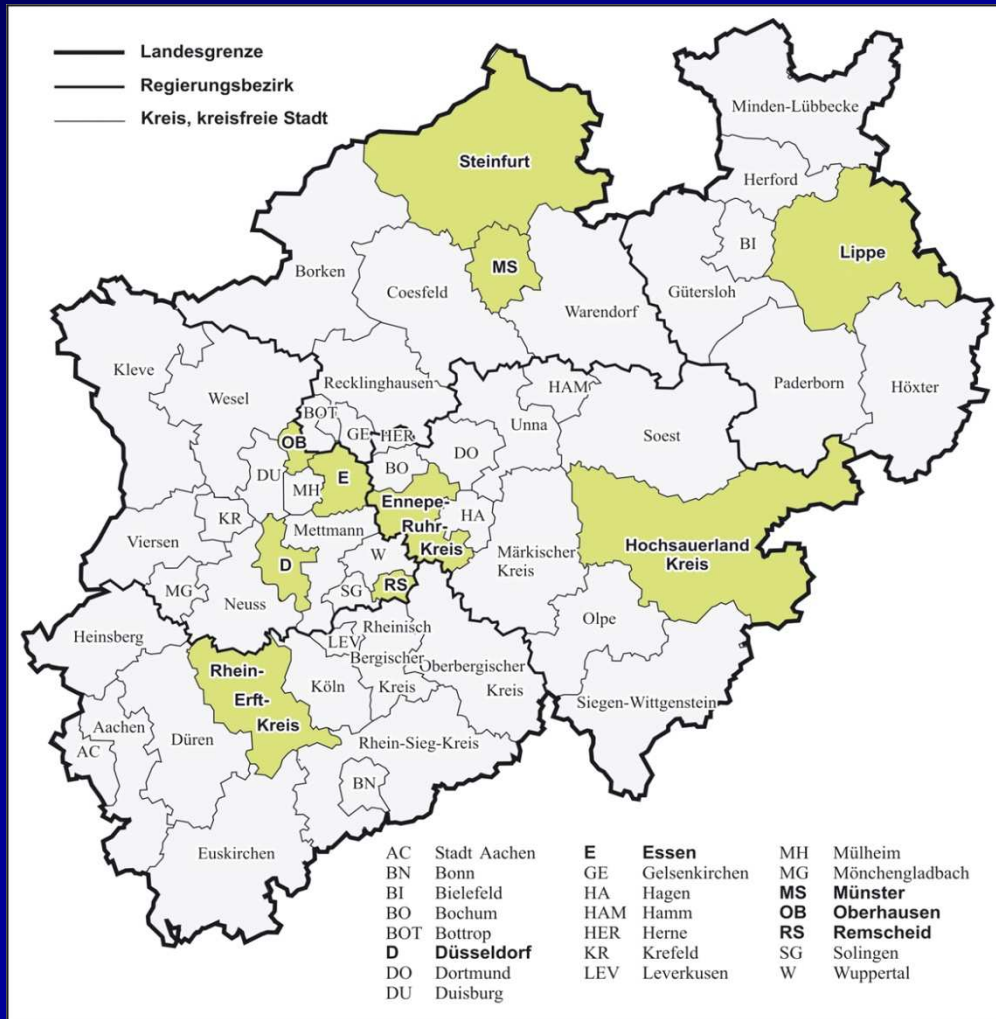 Landesgrenze
Regierungsbezirk
Kreis, kreisfreie Stadt
Minden-Lübbecke
Steinfurt
Herford
BI
Lippe
MS
Borken
Coesfeld
Gütersloh
Warendorf
Kleve
Wesel
Recklinghausen
HAM
Paderborn
Höxter
BOT
Unna
Soest
OB
GE
HER
DO
DU
E
BO
MH
Ennepe-
Ruhr-
Kreis
HA
KR
Mettmann
Viersen
Märkischer
Kreis
Hochsauerland
Kreis
D
W
MG
Neuss
SG
RS
Olpe
Heinsberg
LEV
Rheinisch
Bergischer
Kreis
Oberbergischer
Kreis
Rhein-
Erft-
Kreis
Köln
Siegen-Wittgenstein
Aachen
AC
Düren
Rhein-Sieg-Kreis
BN
Euskirchen
AC Stadt Aachen
BN Bonn
BI Bielefeld
BO Bochum
BOT Bottrop
D Düsseldorf
DO Dortmund
DU Duisburg
E Essen
GE Gelsenkirchen
HA Hagen
HAM Hamm
HER Herne
KR Krefeld
LEV Leverkusen
MH Mülheim
MG Mönchengladbach
MS Münster
OB Oberhausen
RS Remscheid
SG Solingen
W Wuppertal